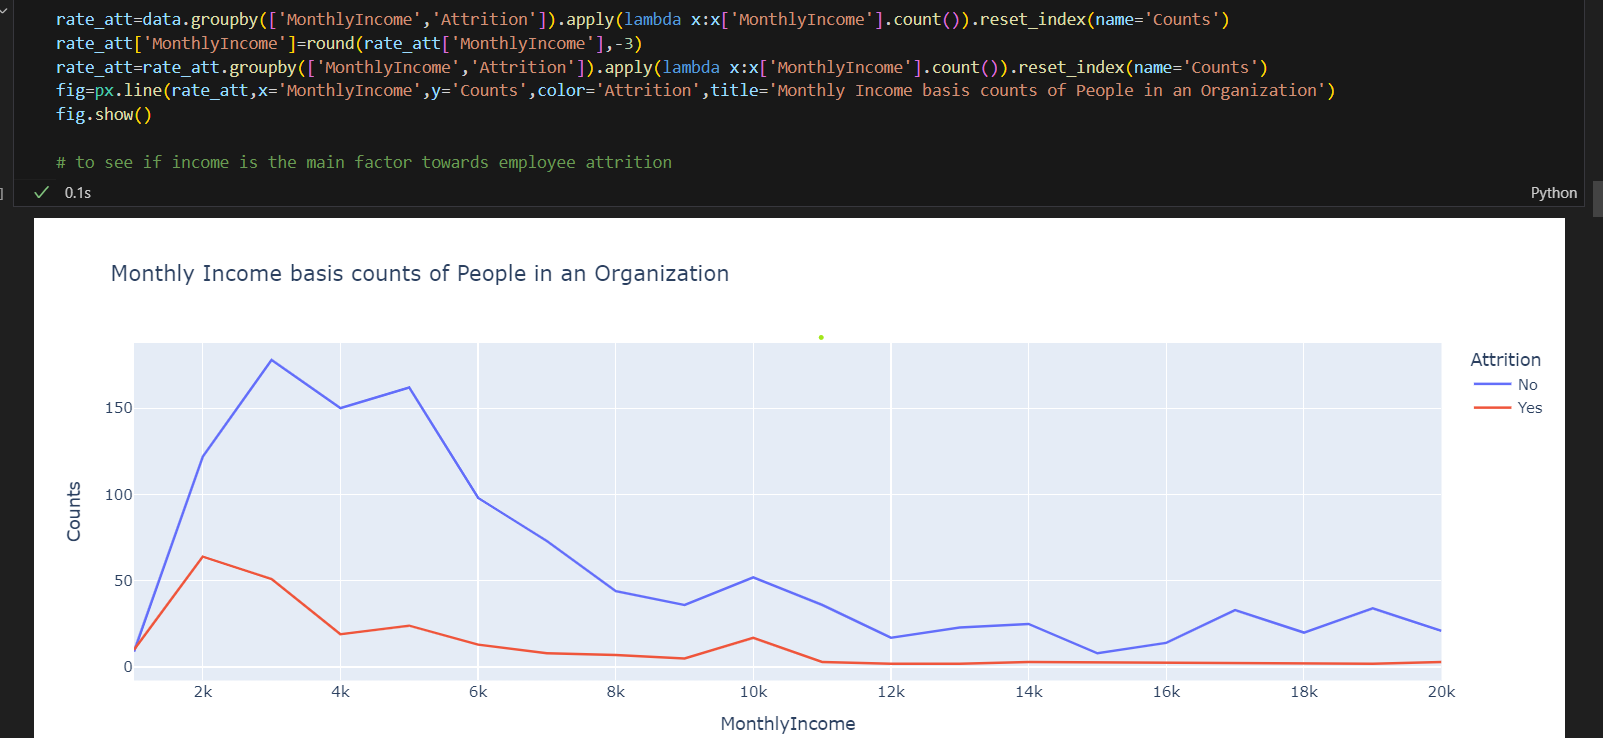 rate_att=data.groupby(['MonthlyIncome','Attrition']).apply(lambda x:x['MonthlyIncome'].count()).reset_index(name='Counts')
rate_att['MonthlyIncome']=round(rate_att['MonthlyIncome'],-3)
rate_att=rate_att.groupby(['MonthlyIncome','Attrition']).apply(lambda x:x['MonthlyIncome'].count()).reset_index(name='Counts')
fig=px.line(rate_att,x='MonthlyIncome',y='Counts',color='Attrition',title='Monthly Income basis counts of People in an Organization')
fig.show()
# to see if income is the main factor towards employee attrition
] 0.1s Python
Monthly Income basis counts of People in an Organization
Attrition
No
Yes
150
100
50
0
Counts
2k 4k 6k 8k 10k 12k 14k 16k 18k 20k
MonthlyIncome